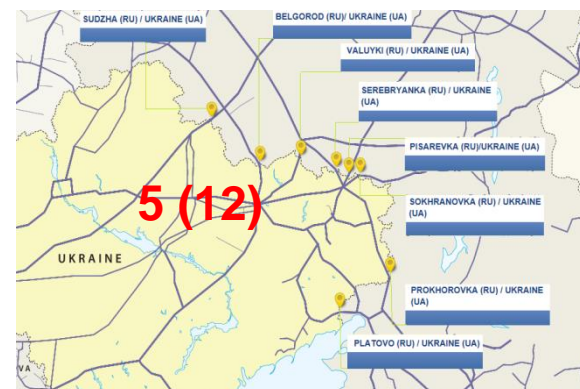 SUDZHA (RU) / UKRAINE (UA)
BELGOROD (RU)/ UKRAINE (UA)
VALUYKI (RU) / UKRAINE (UA)
SEREBRYANKA (RU) / UKRAINE
(UA)
PISAREVKA (RU)/UKRAINE (UA)
5 (12)
SOKHRANOVKA (RU) / UKRAINE
(UA)
UKRAINE
PROKHOROVKA (RU) / UKRAINE
(UA)
PLATOVO (RU) / UKRAINE (UA)
VA